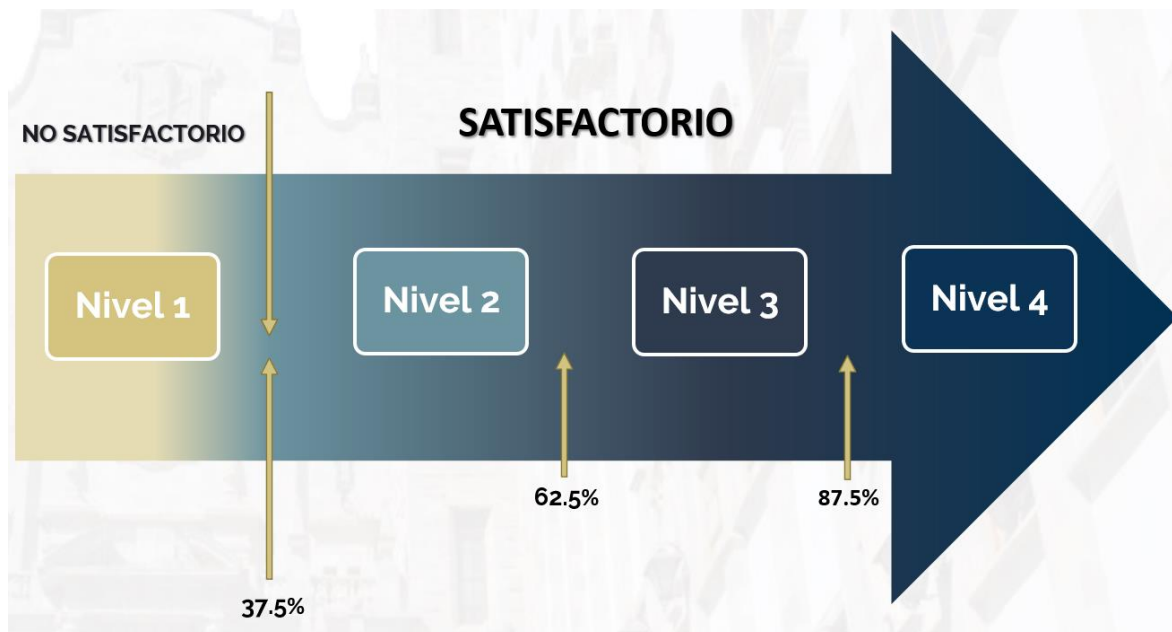 NO SATISFACTORIO
SATISFACTORIO
Nivel 1
Nivel 2
Nivel 3
Nivel 4
37.5%
62.5%
87.5%